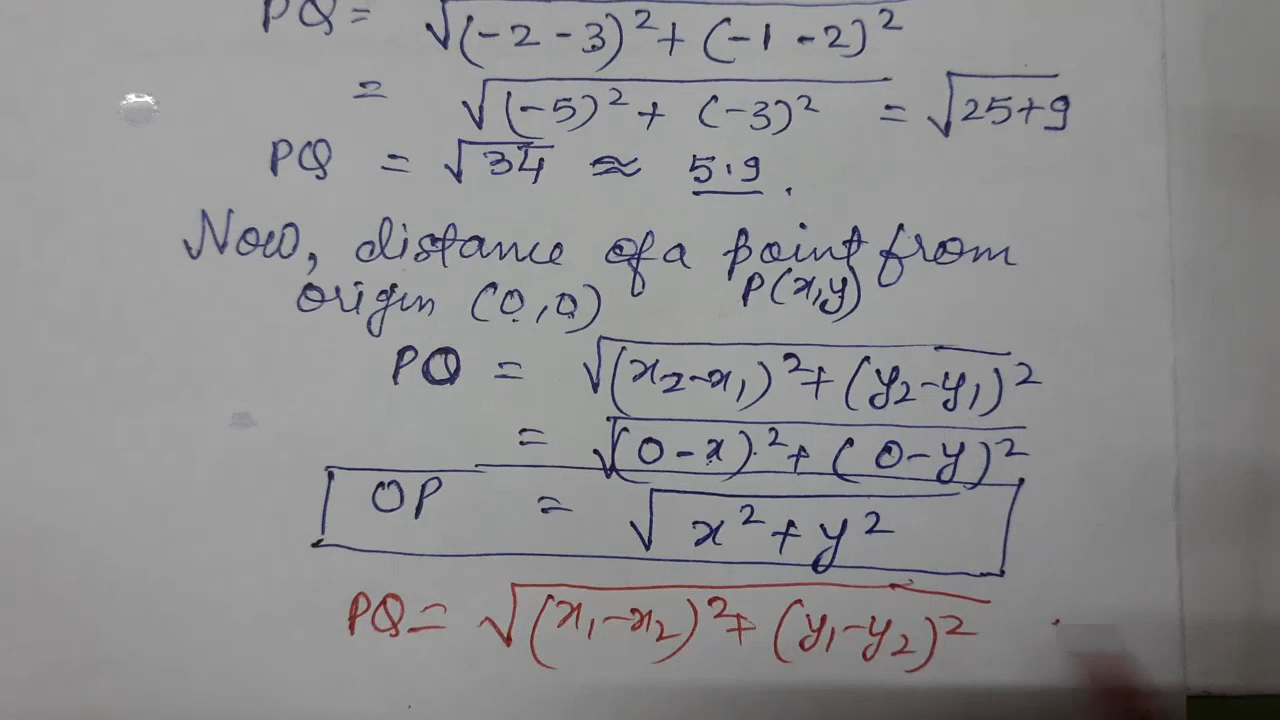 PQ = √(-2-3)² + (-1-2)²
= √(-5)² + (-3)² = √25+9
PQ = √34 ≈ 5.9.
Now, distance of a point from
origin (0,0) P(x,y)
PQ = √(x₂-x₁)² + (y₂-y₁)²
= √(0-x)² + (0-y)²
OP = √x² + y²
PQ = √(x₁-x₂)² + (y₁-y₂)²